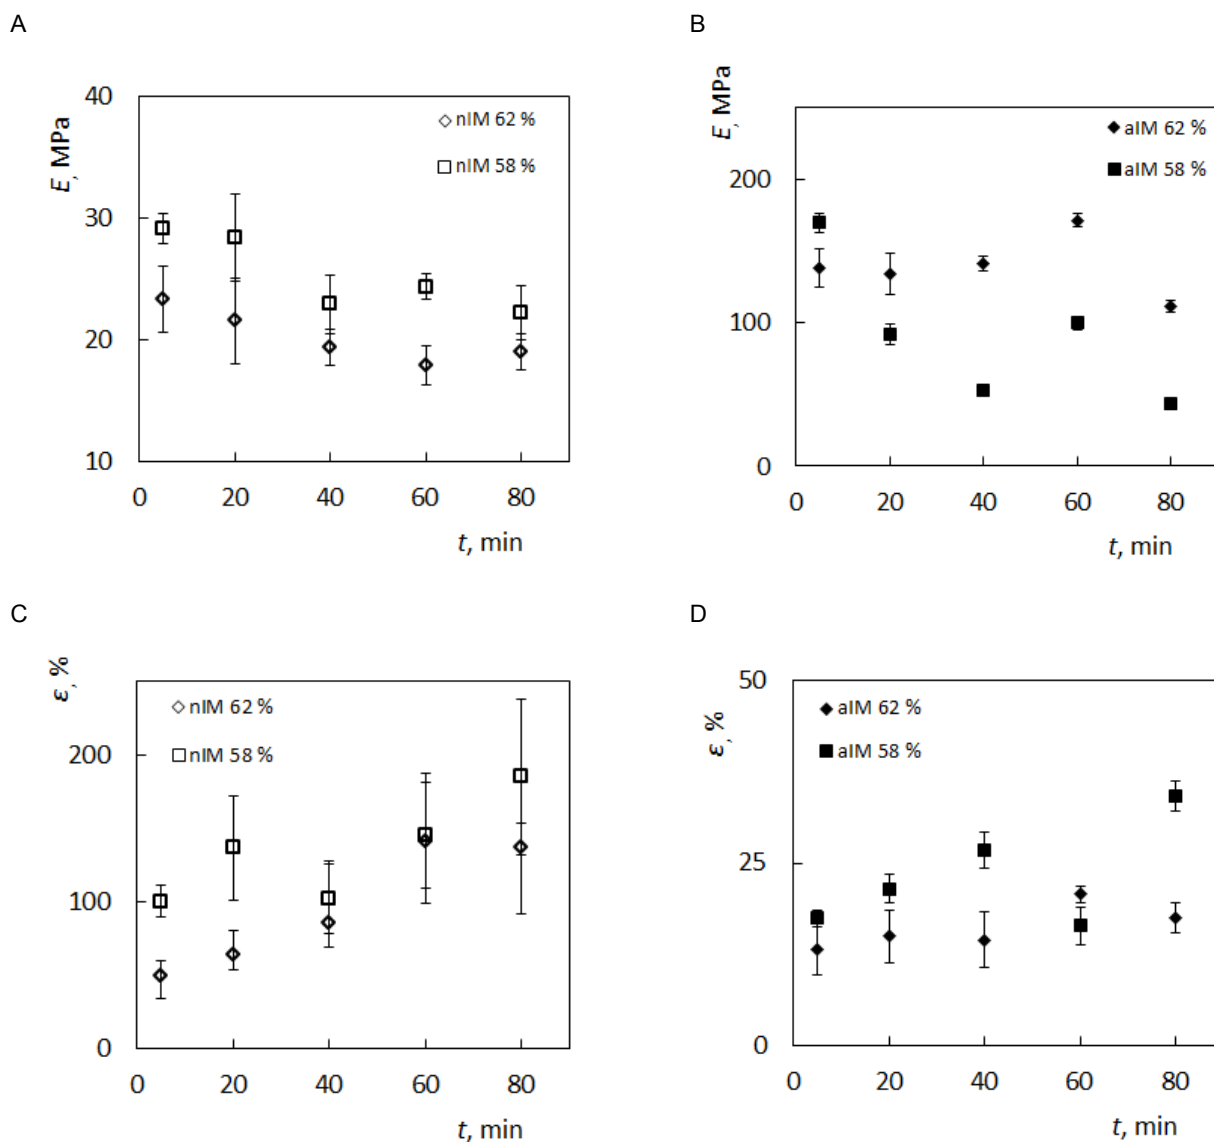 A
B
E, MPa
40
30
20
10
nIM 62 %
nIM 58 %
0 20 40 60 80
t, min
E, MPa
200
100
0
aIM 62 %
aIM 58 %
0 20 40 60 80
t, min
C
D
ε, %
200
100
0
nIM 62 %
nIM 58 %
0 20 40 60 80
t, min
ε, %
50
25
0
aIM 62 %
aIM 58 %
0 20 40 60 80
t, min